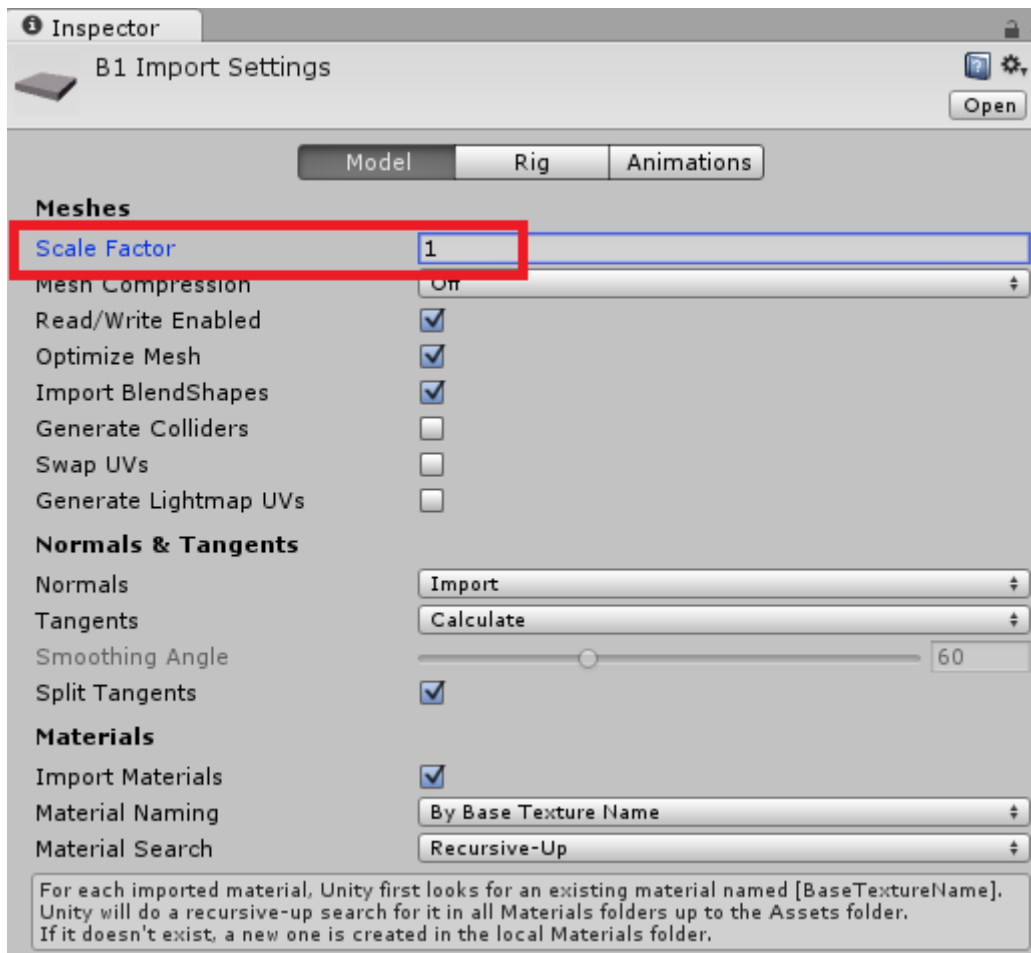 Inspector
B1 Import Settings
Open
Model Rig Animations
Meshes
Scale Factor 1
Mesh Compression Off
Read/Write Enabled
Optimize Mesh
Import BlendShapes
Generate Colliders
Swap UVs
Generate Lightmap UVs
Normals & Tangents
Normals Import
Tangents Calculate
Smoothing Angle 60
Split Tangents
Materials
Import Materials
Material Naming By Base Texture Name
Material Search Recursive-Up
For each imported material, Unity first looks for an existing material named [BaseTextureName].
Unity will do a recursive-up search for it in all Materials folders up to the Assets folder.
If it doesn't exist, a new one is created in the local Materials folder.